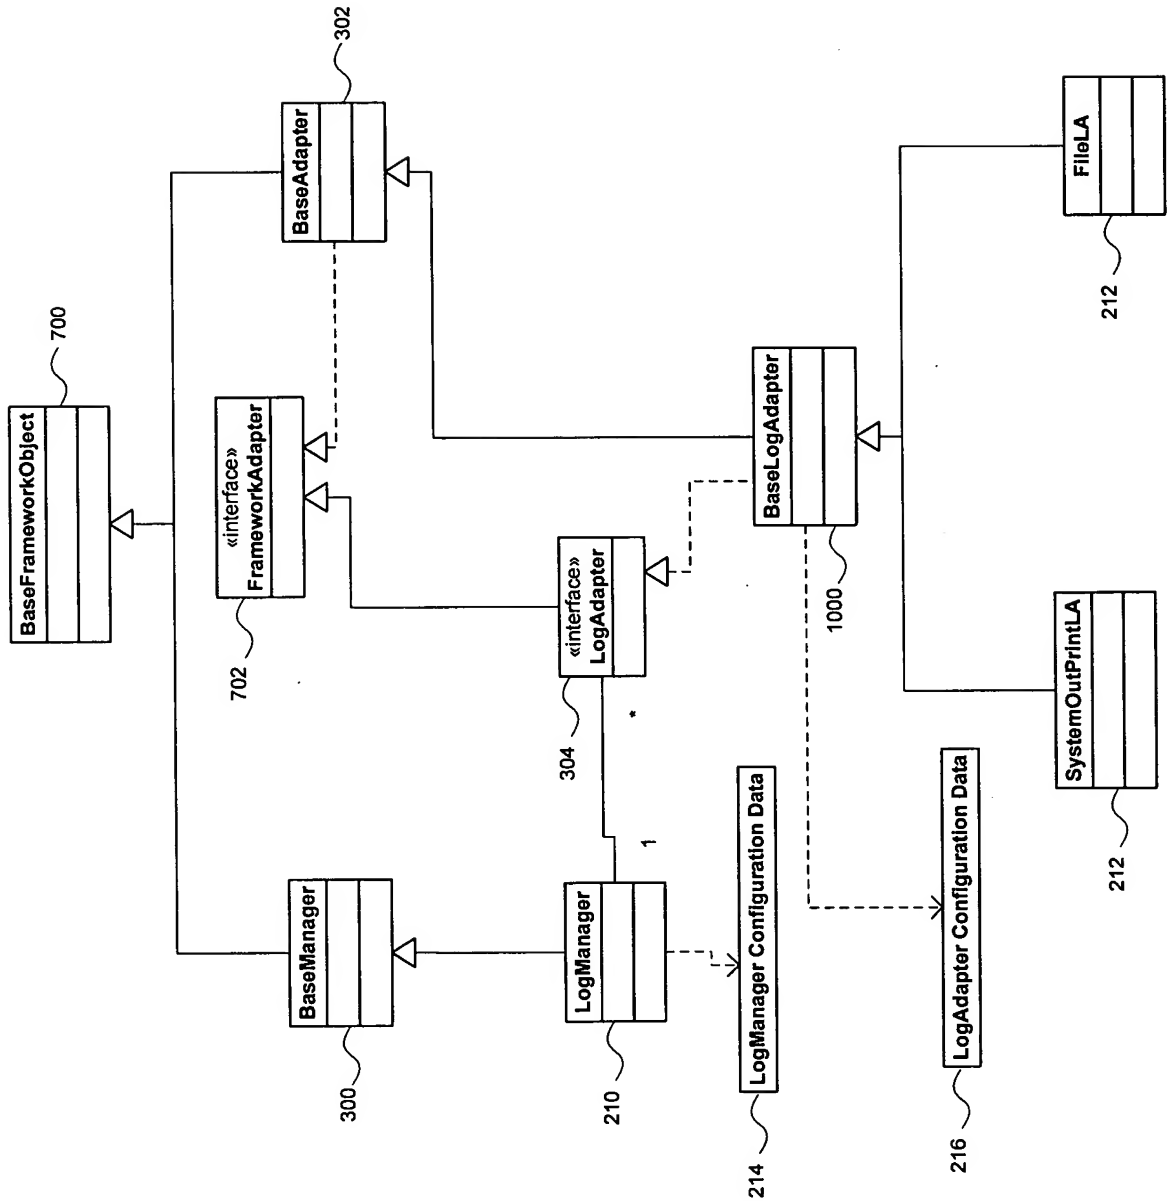 BaseFrameworkObject
700
BaseManager
300
«interface»
FrameworkAdapter
702
BaseAdapter
302
LogManager
210
1
*
«interface»
LogAdapter
304
LogManager Configuration Data
214
BaseLogAdapter
1000
LogAdapter Configuration Data
216
SystemOutPrintLA
212
FileLA
212